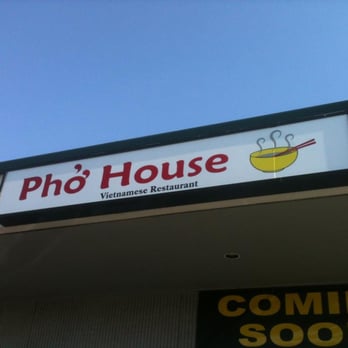 Phở House
Vietnamese Restaurant